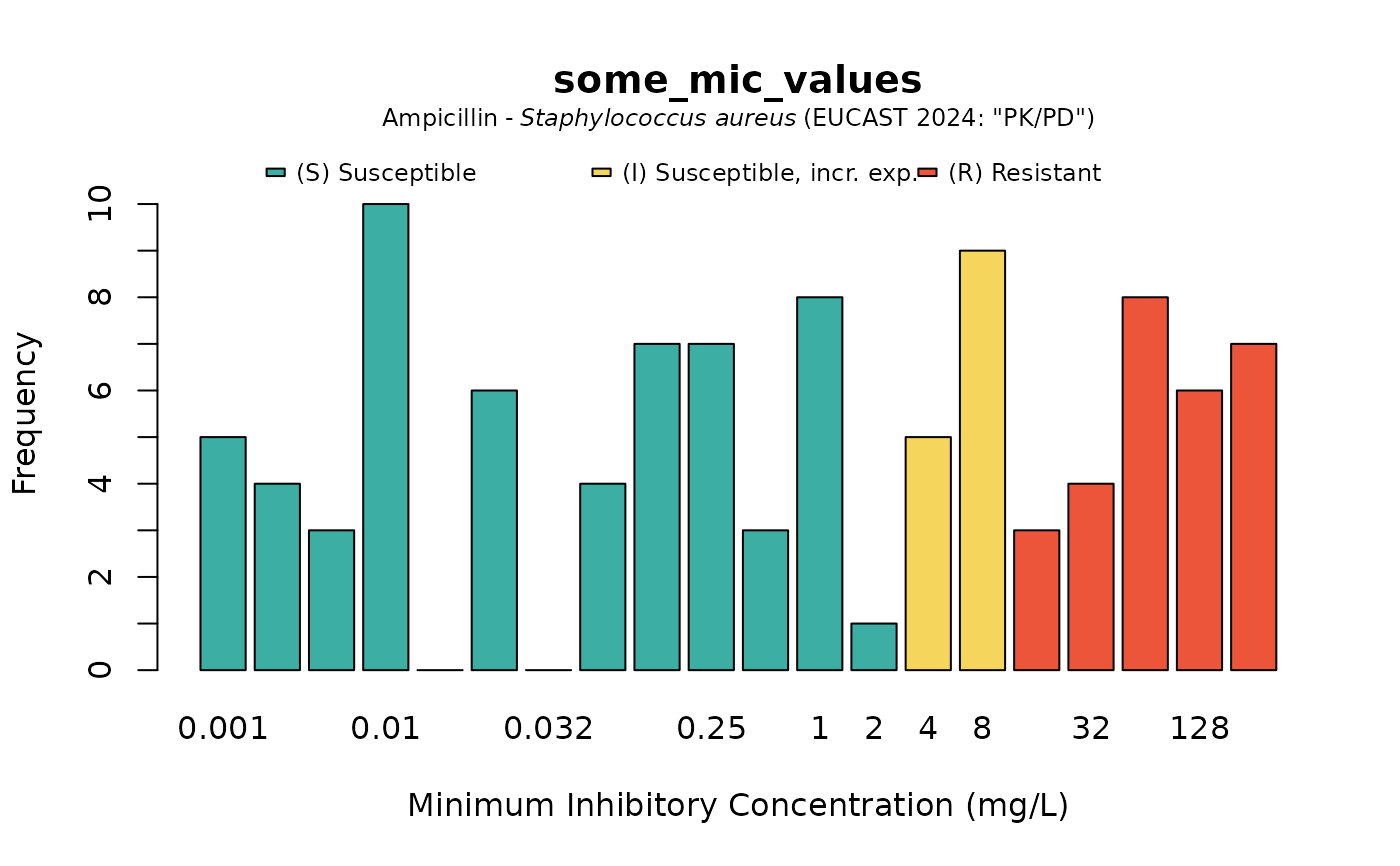 some_mic_values
Ampicillin - Staphylococcus aureus (EUCAST 2024: "PK/PD")
(S) Susceptible (I) Susceptible, incr. exp. (R) Resistant
Frequency
10
8
6
4
2
0
0.001 0.01 0.032 0.25 1 2 4 8 32 128
Minimum Inhibitory Concentration (mg/L)